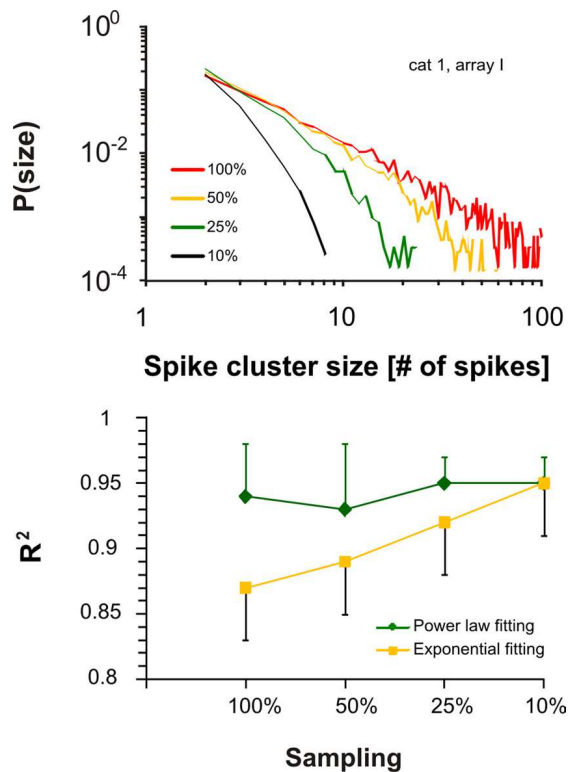 10^0
cat 1, array I
P(size)
10^-2
100%
50%
25%
10%
10^-4
1
10
100
Spike cluster size [# of spikes]
1
0.95
R^2
0.9
0.85
Power law fitting
Exponential fitting
0.8
100%
50%
25%
10%
Sampling